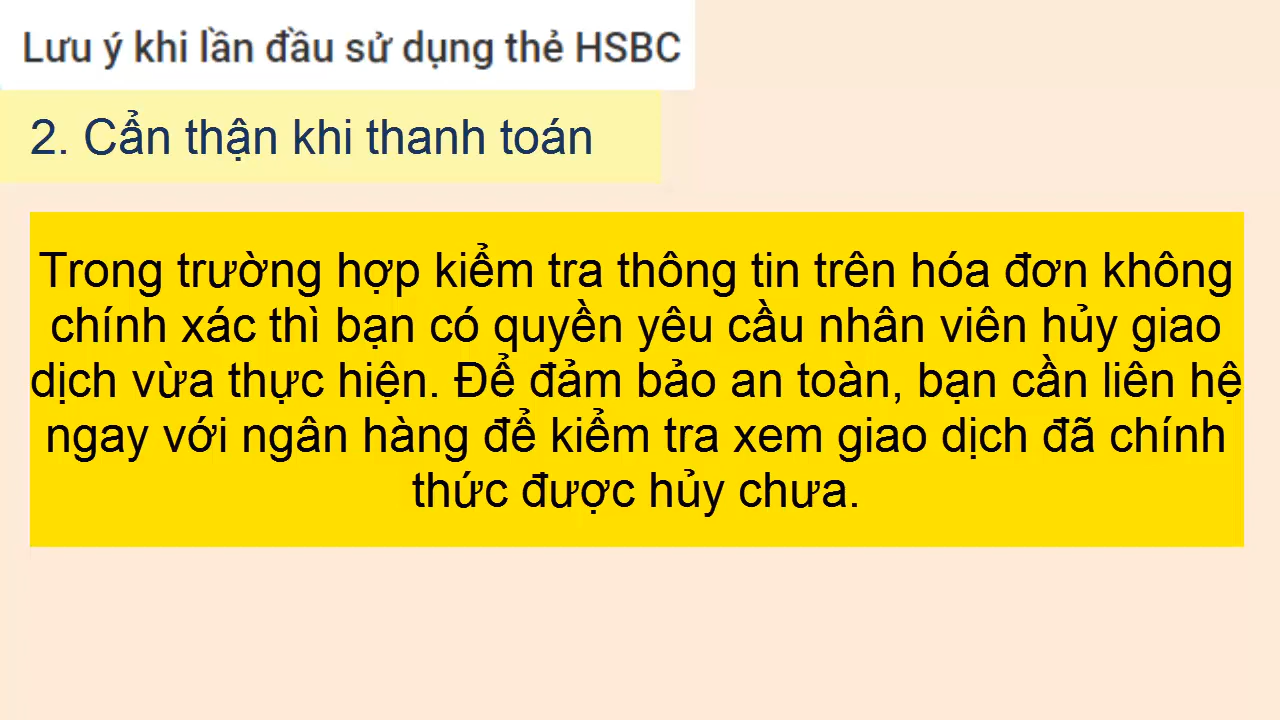 Lưu ý khi lần đầu sử dụng thẻ HSBC
2. Cẩn thận khi thanh toán
Trong trường hợp kiểm tra thông tin trên hóa đơn không
chính xác thì bạn có quyền yêu cầu nhân viên hủy giao
dịch vừa thực hiện. Để đảm bảo an toàn, bạn cần liên hệ
ngay với ngân hàng để kiểm tra xem giao dịch đã chính
thức được hủy chưa.